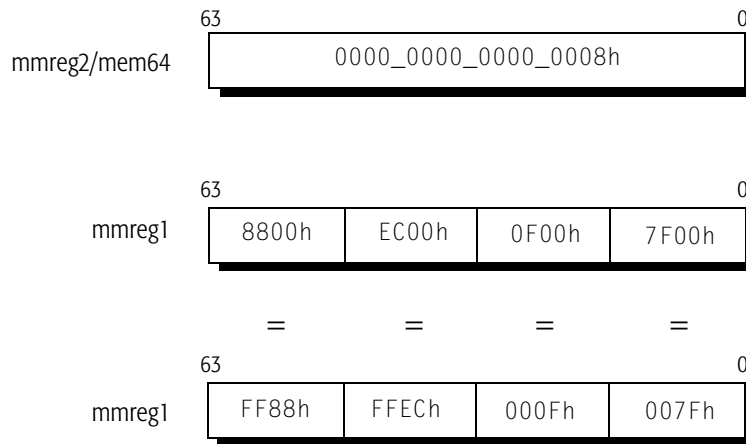 63 0
mmreg2/mem64 0000_0000_0000_0008h
63 0
mmreg1 8800h EC00h 0F00h 7F00h
= = = =
63 0
mmreg1 FF88h FFECh 000Fh 007Fh